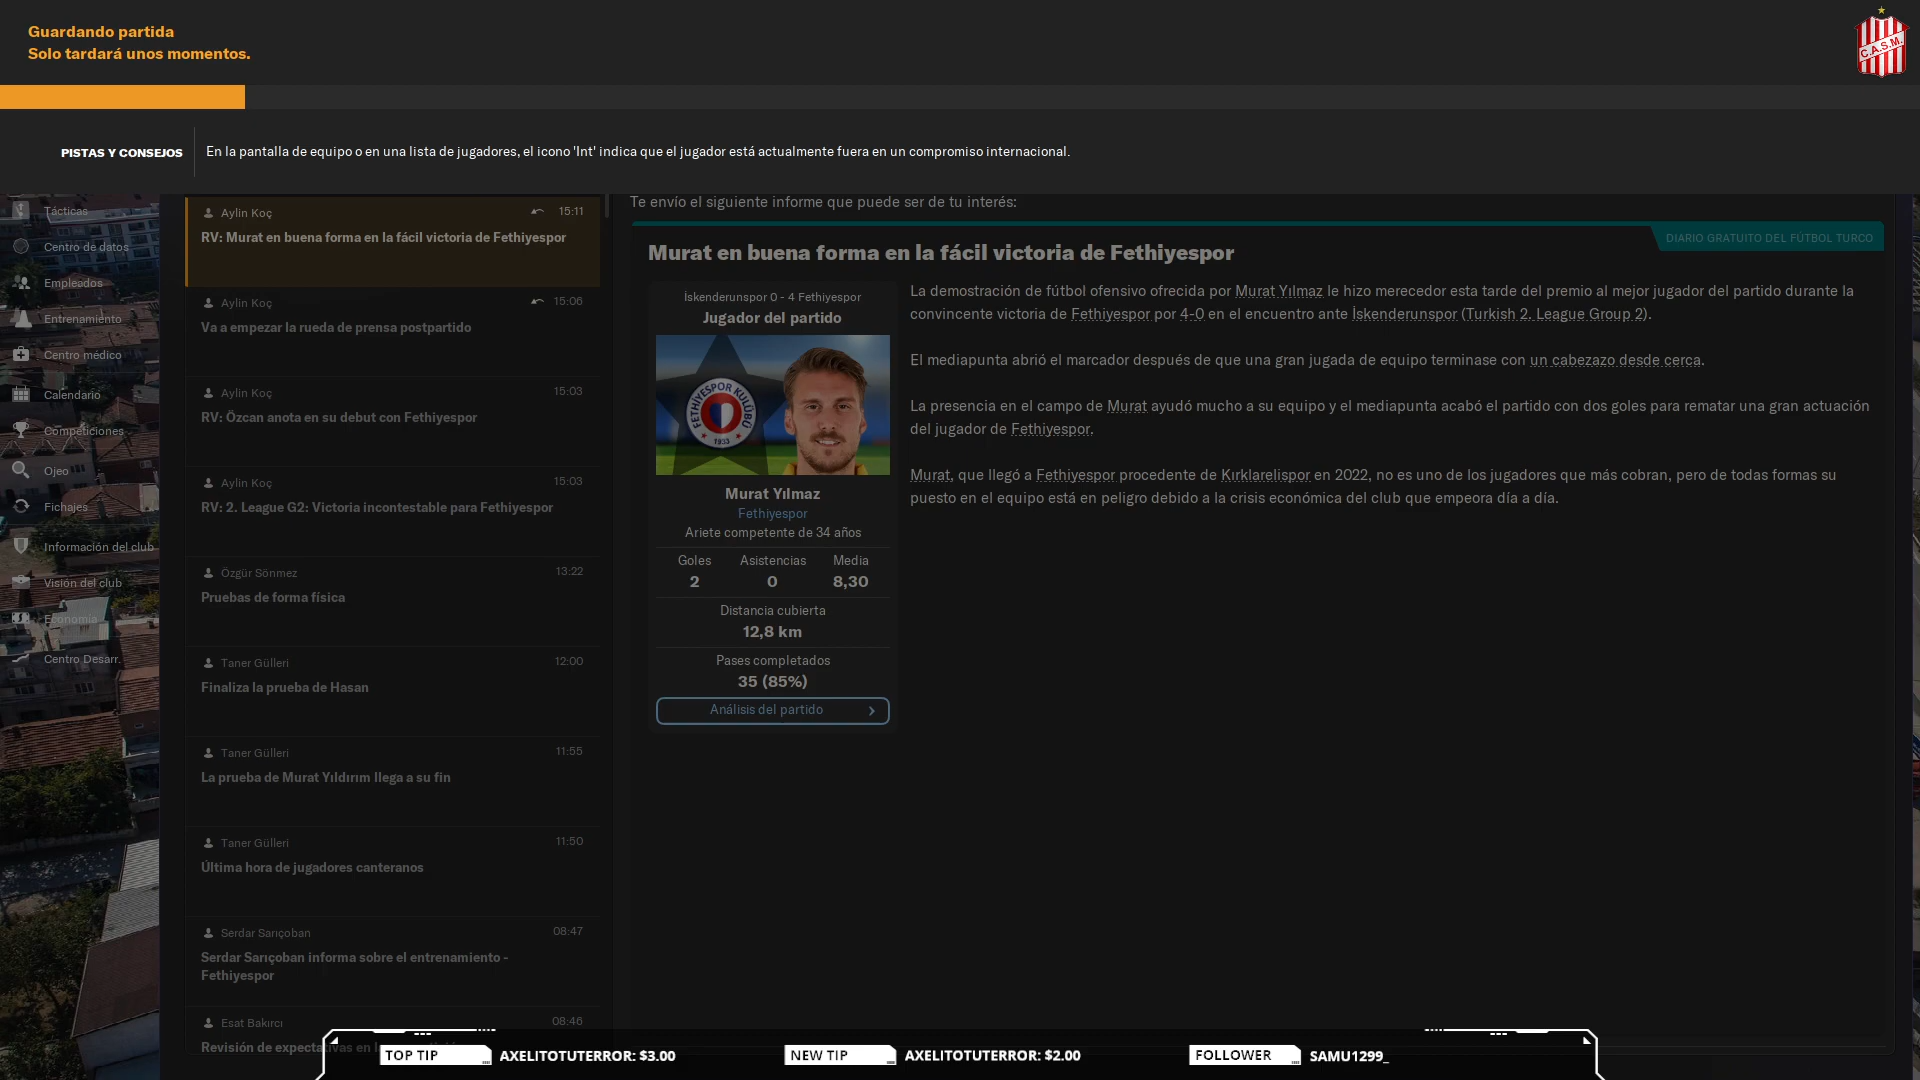 Guardando partida
Solo tardará unos momentos.
C.A.S.M.
PISTAS Y CONSEJOS
En la pantalla de equipo o en una lista de jugadores, el icono 'Int' indica que el jugador está actualmente fuera en un compromiso internacional.
Tácticas
Centro de datos
Empleados
Entrenamiento
Centro médico
Calendario
Competiciones
Ojeo
Fichajes
Información del club
Visión del club
Economía
Centro Desarr.
Aylin Koç
15:11
RV: Murat en buena forma en la fácil victoria de Fethiyespor
Aylin Koç
15:06
Va a empezar la rueda de prensa postpartido
Aylin Koç
15:03
RV: Özcan anota en su debut con Fethiyespor
Aylin Koç
15:03
RV: 2. League G2: Victoria incontestable para Fethiyespor
Özgür Sönmez
13:22
Pruebas de forma física
Taner Gülleri
12:00
Finaliza la prueba de Hasan
Taner Gülleri
11:55
La prueba de Murat Yıldırım llega a su fin
Taner Gülleri
11:50
Última hora de jugadores canteranos
Serdar Sarıçoban
08:47
Serdar Sarıçoban informa sobre el entrenamiento -
Fethiyespor
Esat Bakırcı
08:46
Revisión de expectativas en
Te envío el siguiente informe que puede ser de tu interés:
DIARIO GRATUITO DEL FÚTBOL TURCO
Murat en buena forma en la fácil victoria de Fethiyespor
İskenderunspor 0 - 4 Fethiyespor
Jugador del partido
FETHİYESPOR KULÜBÜ
1933
Murat Yılmaz
Fethiyespor
Ariete competente de 34 años
Goles Asistencias Media
2 0 8,30
Distancia cubierta
12,8 km
Pases completados
35 (85%)
Análisis del partido
La demostración de fútbol ofensivo ofrecida por Murat Yılmaz le hizo merecedor esta tarde del premio al mejor jugador del partido durante la
convincente victoria de Fethiyespor por 4-0 en el encuentro ante İskenderunspor (Turkish 2. League Group 2).
El mediapunta abrió el marcador después de que una gran jugada de equipo terminase con un cabezazo desde cerca.
La presencia en el campo de Murat ayudó mucho a su equipo y el mediapunta acabó el partido con dos goles para rematar una gran actuación
del jugador de Fethiyespor.
Murat, que llegó a Fethiyespor procedente de Kırklarelispor en 2022, no es uno de los jugadores que más cobran, pero de todas formas su
puesto en el equipo está en peligro debido a la crisis económica del club que empeora día a día.
TOP TIP
AXELITOTUTERROR: $3.00
NEW TIP
AXELITOTUTERROR: $2.00
FOLLOWER
SAMU1299_